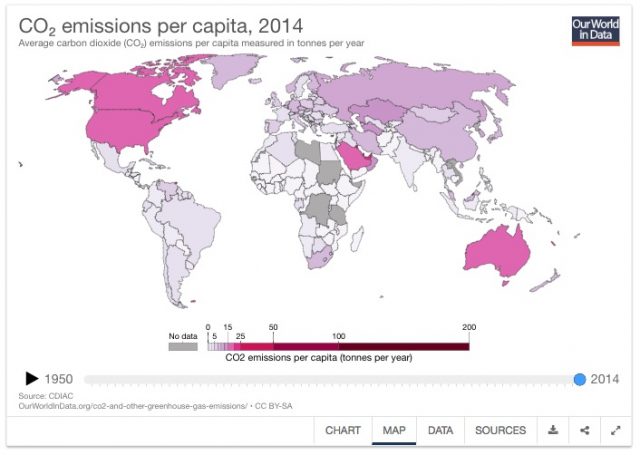 CO₂ emissions per capita, 2014
Average carbon dioxide (CO₂) emissions per capita measured in tonnes per year
Our World
in Data
No data
0 5 15 25 50 100 200
CO2 emissions per capita (tonnes per year)
1950
2014
Source: CDIAC
OurWorldInData.org/co2-and-other-greenhouse-gas-emissions/ • CC BY-SA
CHART MAP DATA SOURCES